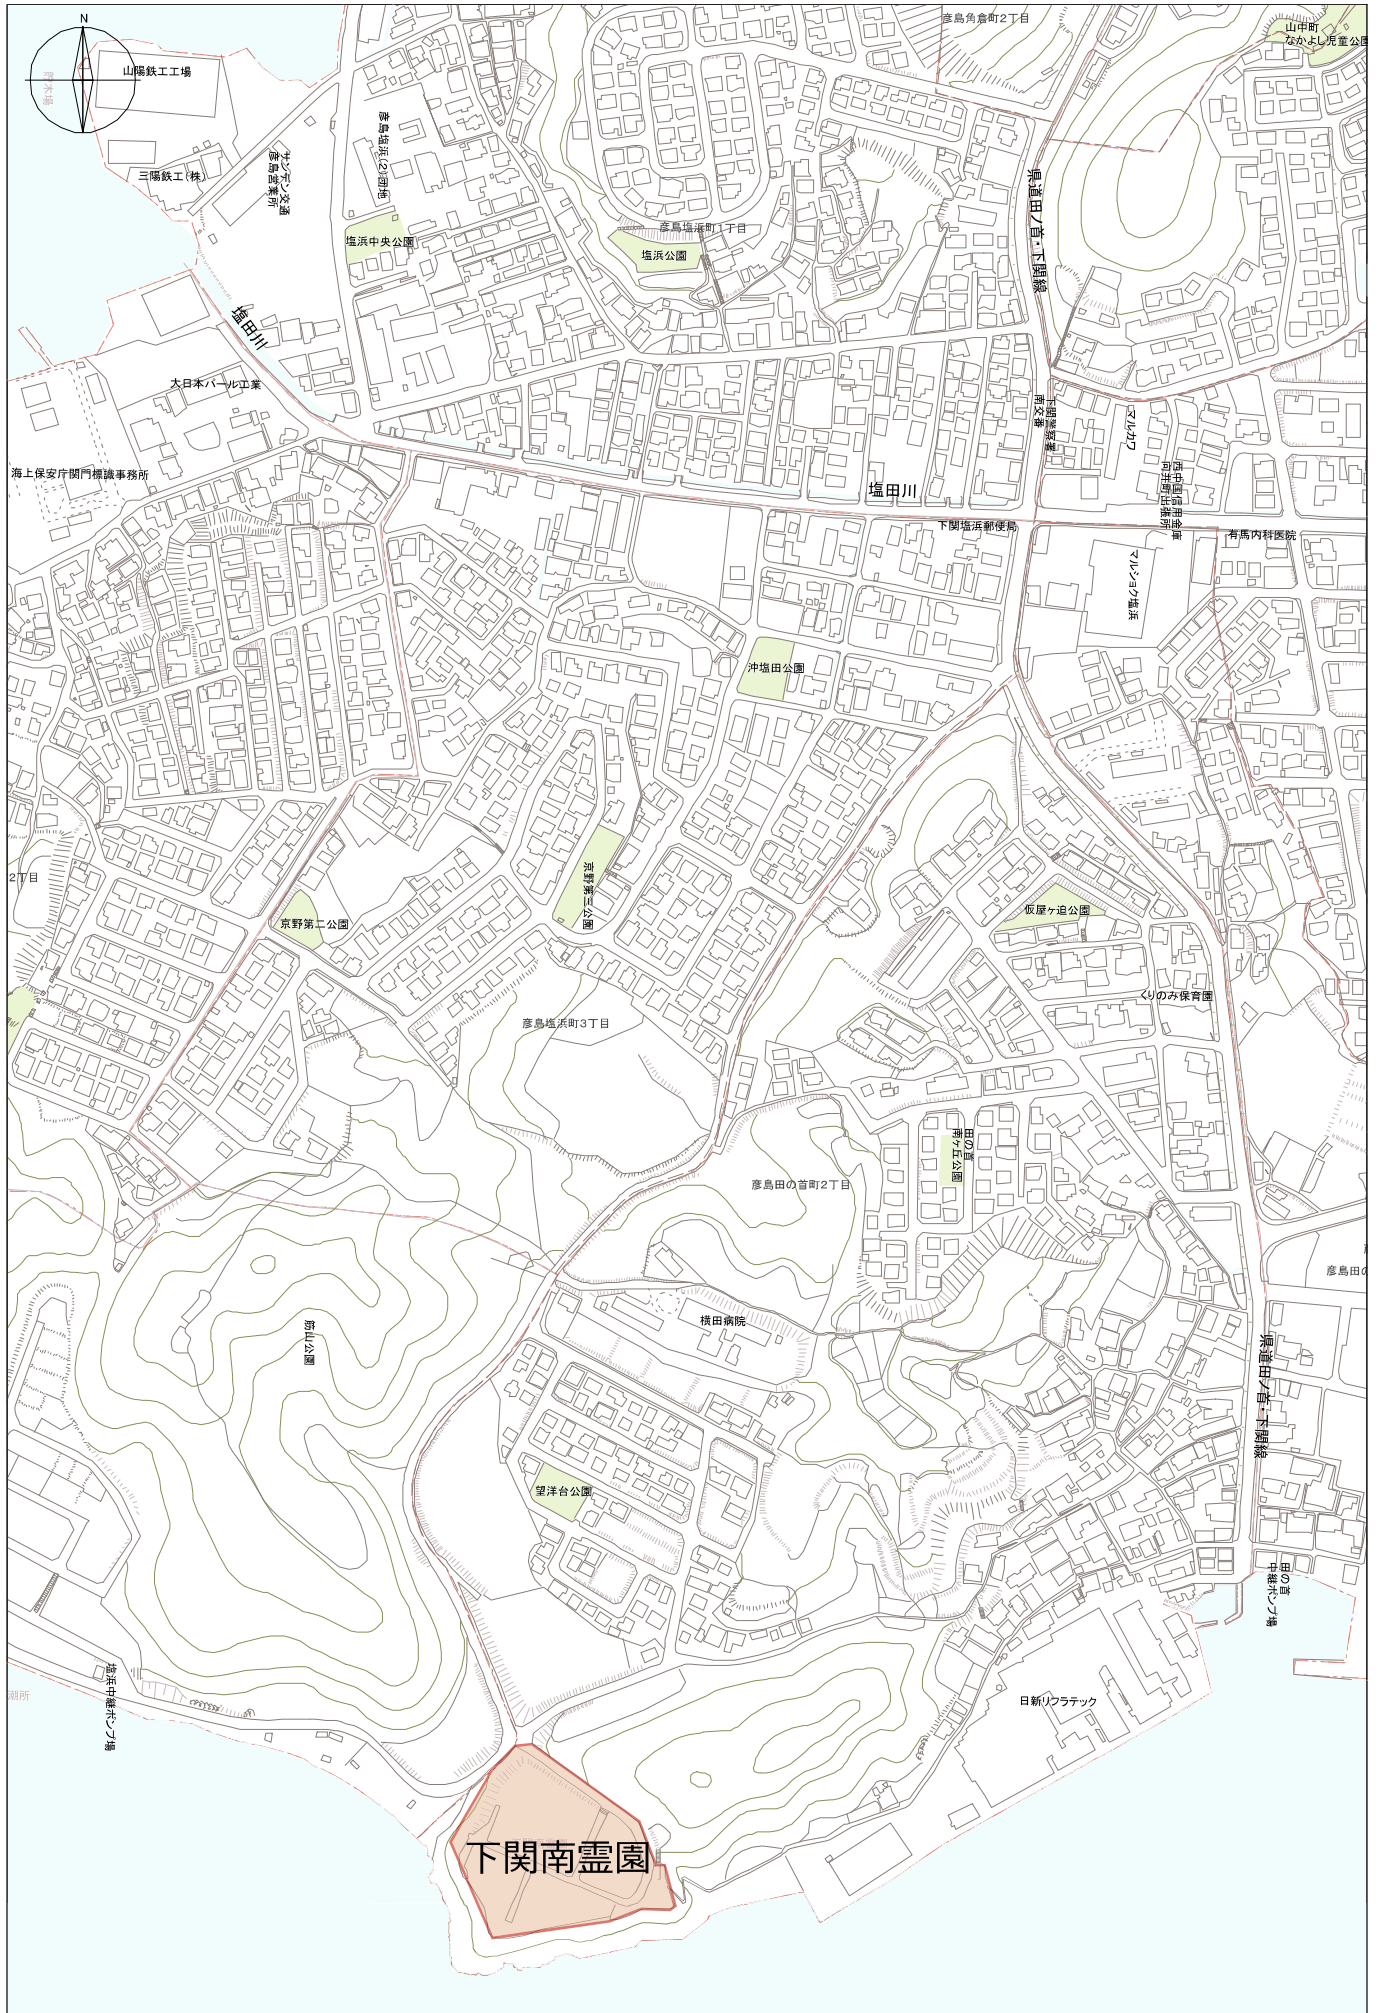 N
彦島角倉町2丁目
山中町
なかよし児童公園
山陽鉄工工場
貯木場
彦島塩浜(2)団地
サンデン交通
彦島営業所
三陽鉄工(株)
県道田ノ首・下関線
彦島塩浜町1丁目
塩浜中央公園
塩浜公園
塩田川
大日本パール工業
下関警察署
南交番
マルカワ
海上保安庁関門標識事務所
西中国信用金庫
向井町出張所
塩田川
下関塩浜郵便局
有馬内科医院
マルショク塩浜
沖塩田公園
2丁目
京野第三公園
京野第二公園
仮屋ヶ迫公園
くりのみ保育園
彦島塩浜町3丁目
田の首
南ヶ丘公園
彦島田の首町2丁目
彦島田の
筋山公園
横田病院
県道田ノ首・下関線
望洋台公園
田の首
中継ポンプ場
塩浜中継ポンプ場
潮所
日新リフラテック
下関南霊園